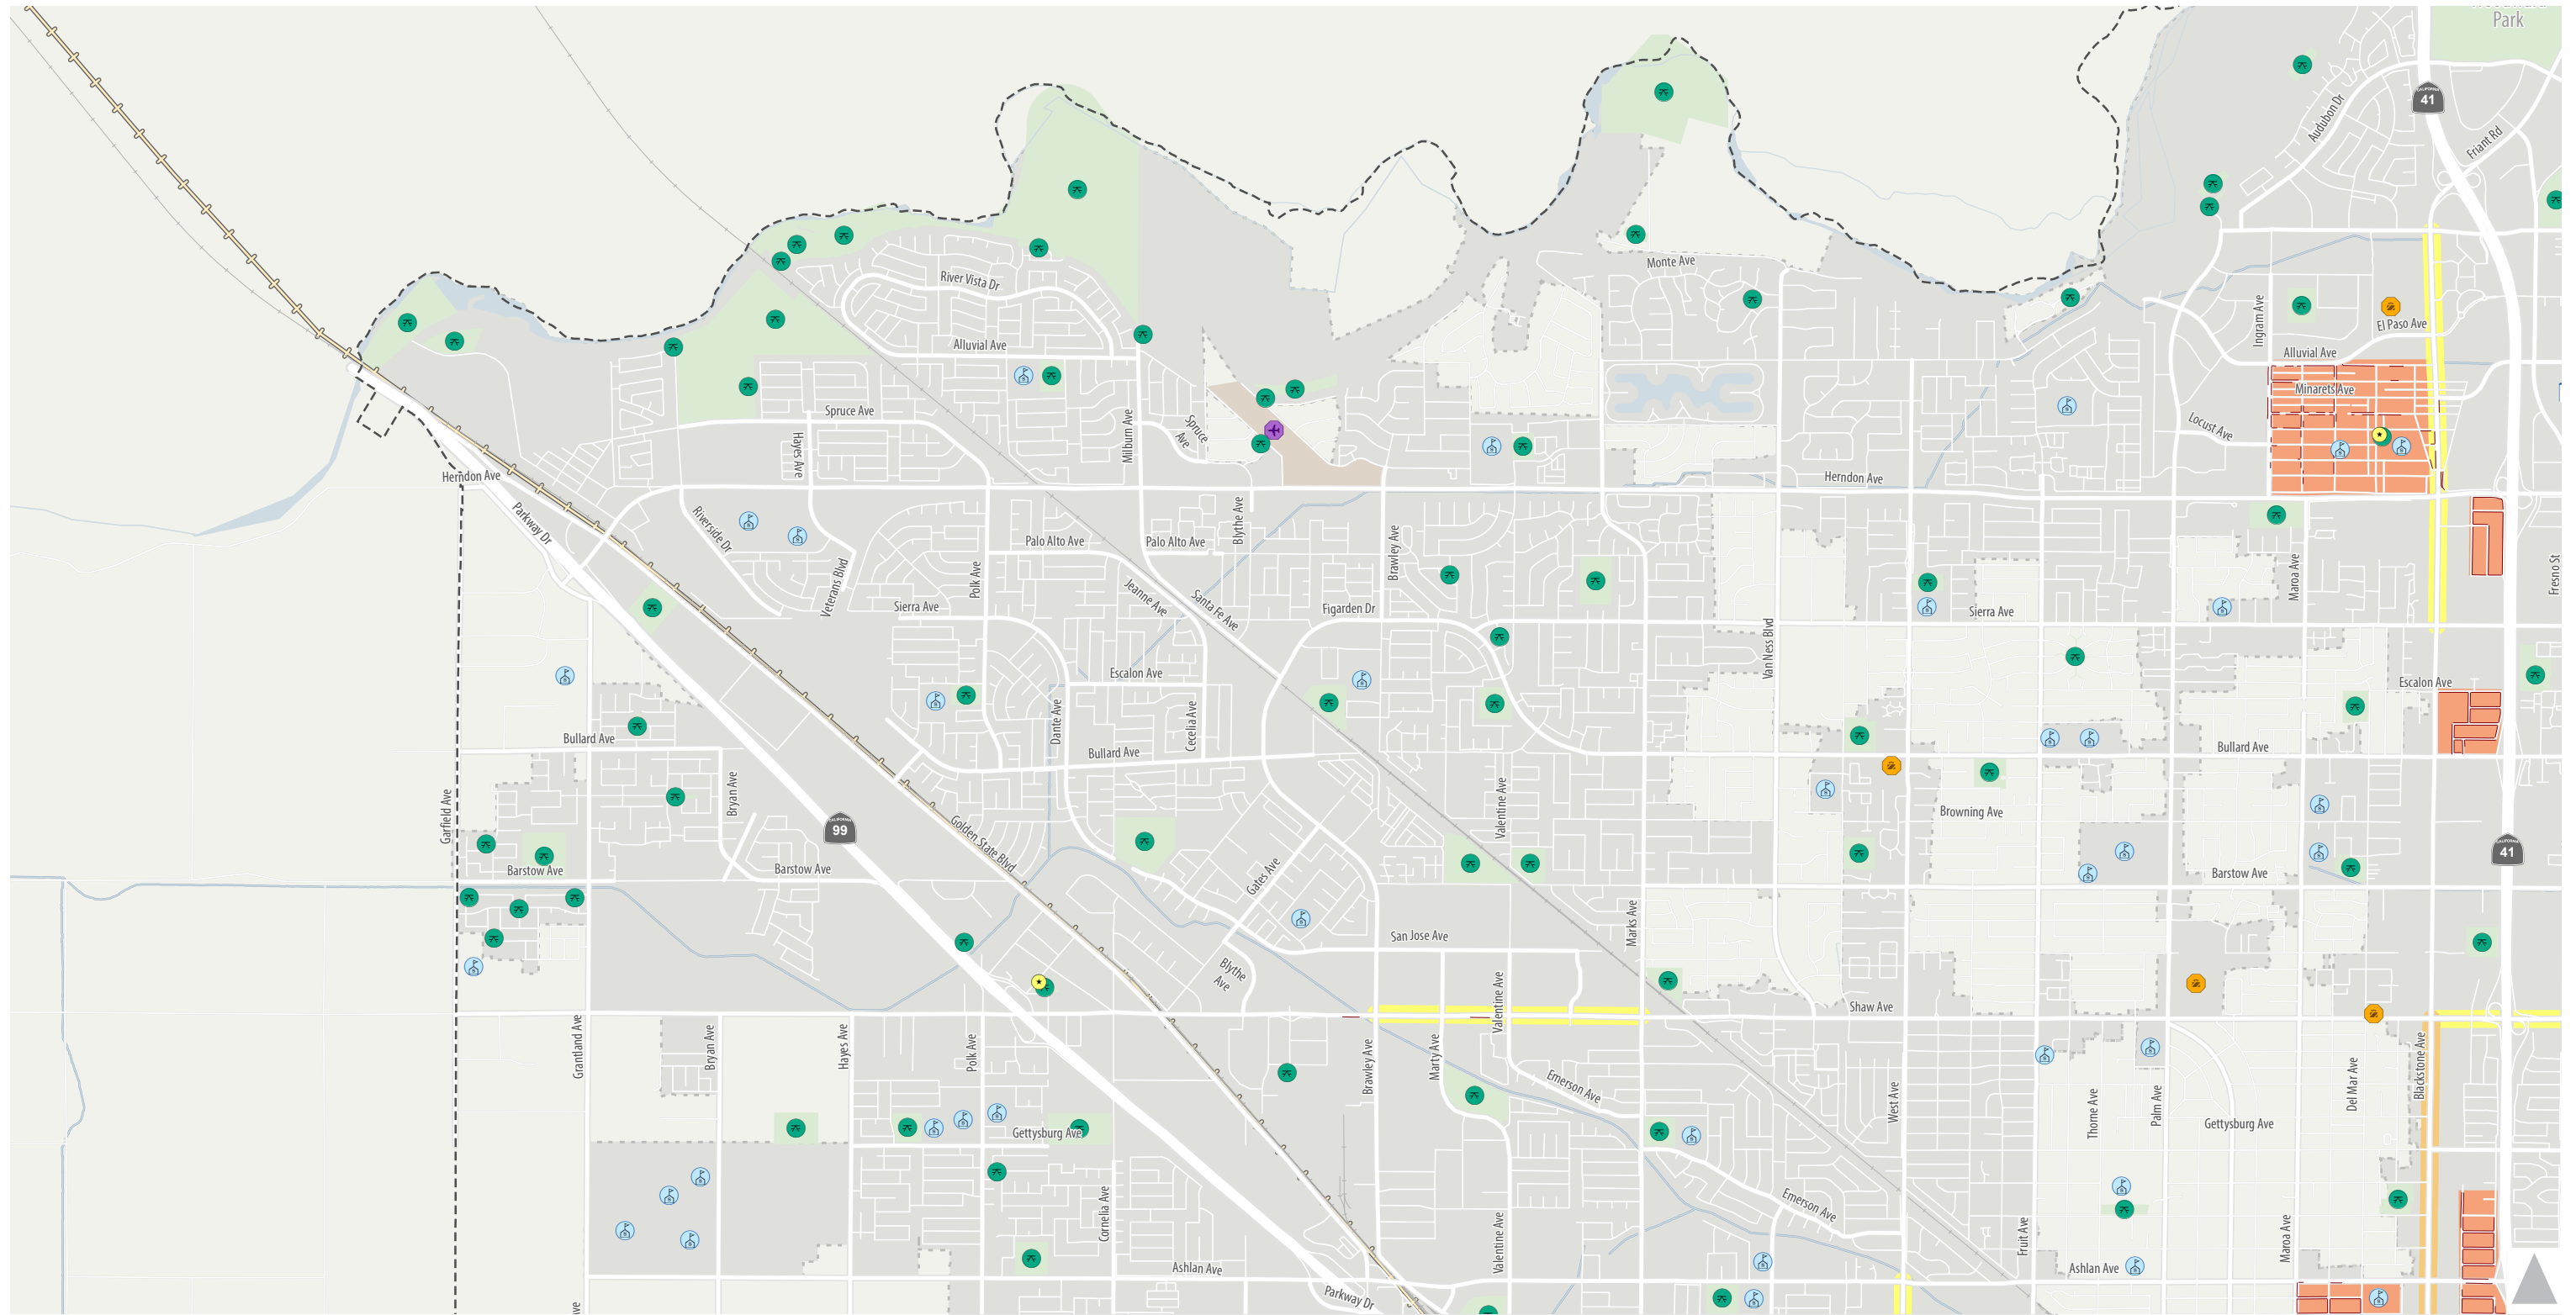 Park
CALIFORNIA
41
Audubon Dr
Friant Rd
Monte Ave
River Vista Dr
Ingram Ave
El Paso Ave
Alluvial Ave
Alluvial Ave
Minarets Ave
Spruce Ave
Spruce
Ave
Milburn Ave
Hayes Ave
Locust Ave
Herndon Ave
Herndon Ave
Parkway Dr
Riverside Dr
Blythe Ave
Palo Alto Ave
Palo Alto Ave
Brawley Ave
Veterans Blvd
Polk Ave
Jeanne Ave
Santa Fe Ave
Maroa Ave
Fresno St
Sierra Ave
Figarden Dr
Sierra Ave
Van Ness Blvd
Escalon Ave
Escalon Ave
Dante Ave
Cecelia Ave
Bullard Ave
Bullard Ave
Bullard Ave
Bryan Ave
Garfield Ave
Valentine Ave
Browning Ave
CALIFORNIA
99
Golden State Blvd
CALIFORNIA
41
Barstow Ave
Barstow Ave
Gates Ave
Barstow Ave
Marks Ave
San Jose Ave
Blythe
Ave
Valentine Ave
Shaw Ave
Grantland Ave
Bryan Ave
Hayes Ave
Polk Ave
Brawley Ave
Marty Ave
Emerson Ave
West Ave
Thorne Ave
Palm Ave
Del Mar Ave
Blackstone Ave
Gettysburg Ave
Gettysburg Ave
Cornelia Ave
Valentine Ave
Emerson Ave
Fruit Ave
Maroa Ave
Ashlan Ave
Ashlan Ave
Parkway Dr
ve